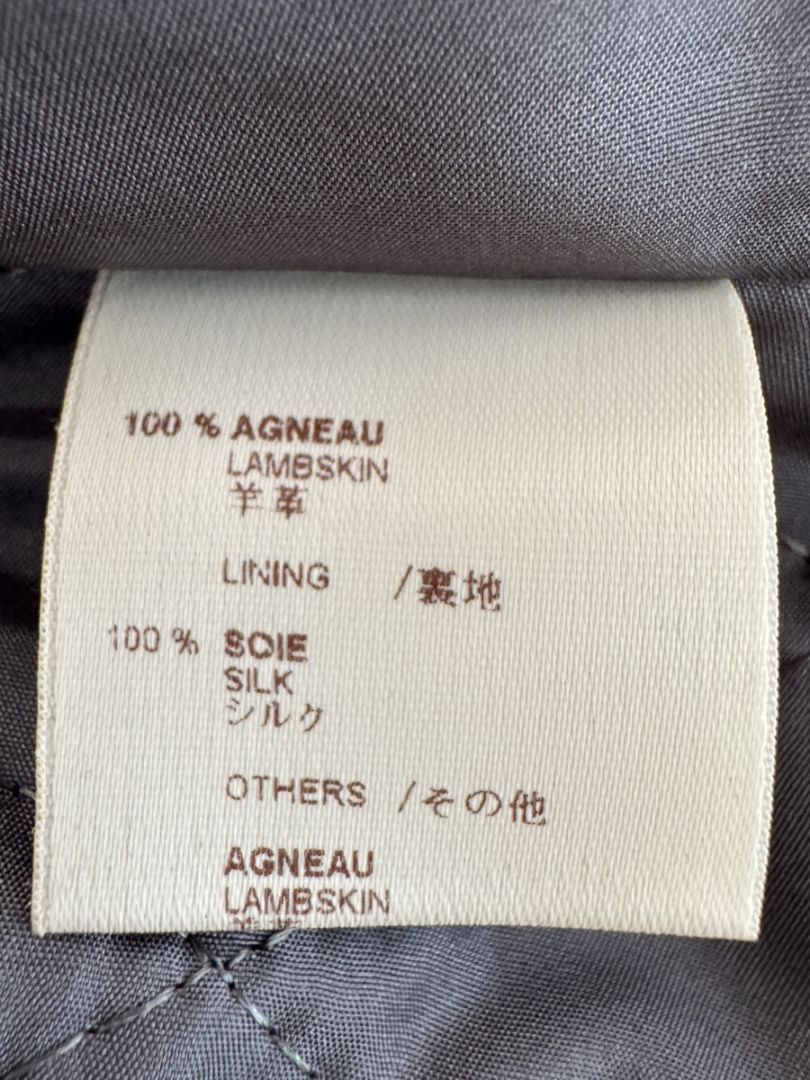 100 % AGNEAU
LAMBSKIN
羊革
LINING /裏地
100 % SOIE
SILK
シルク
OTHERS /その他
AGNEAU
LAMBSKIN